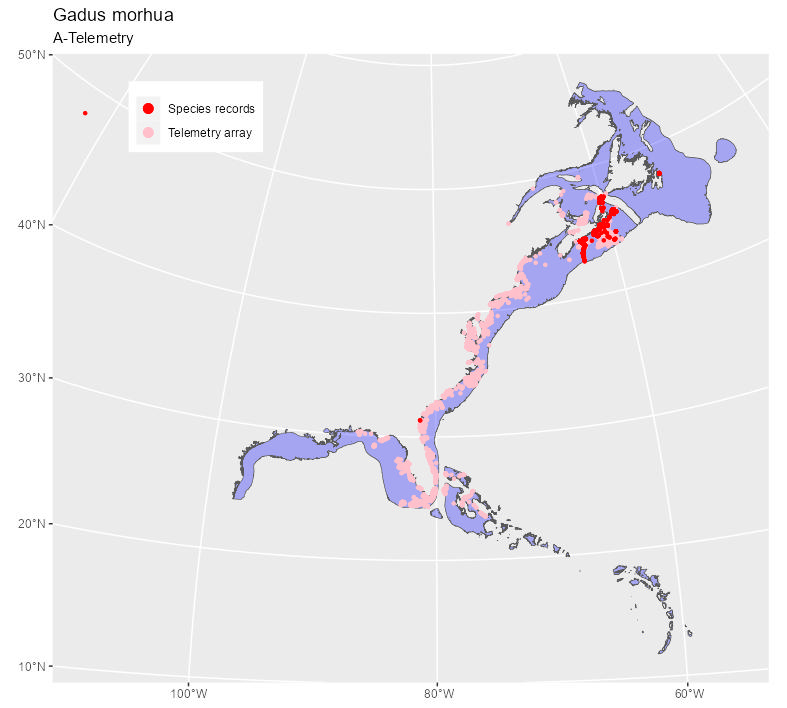 Gadus morhua
A-Telemetry
50°N
Species records
Telemetry array
40°N
30°N
20°N
10°N
100°W
80°W
60°W